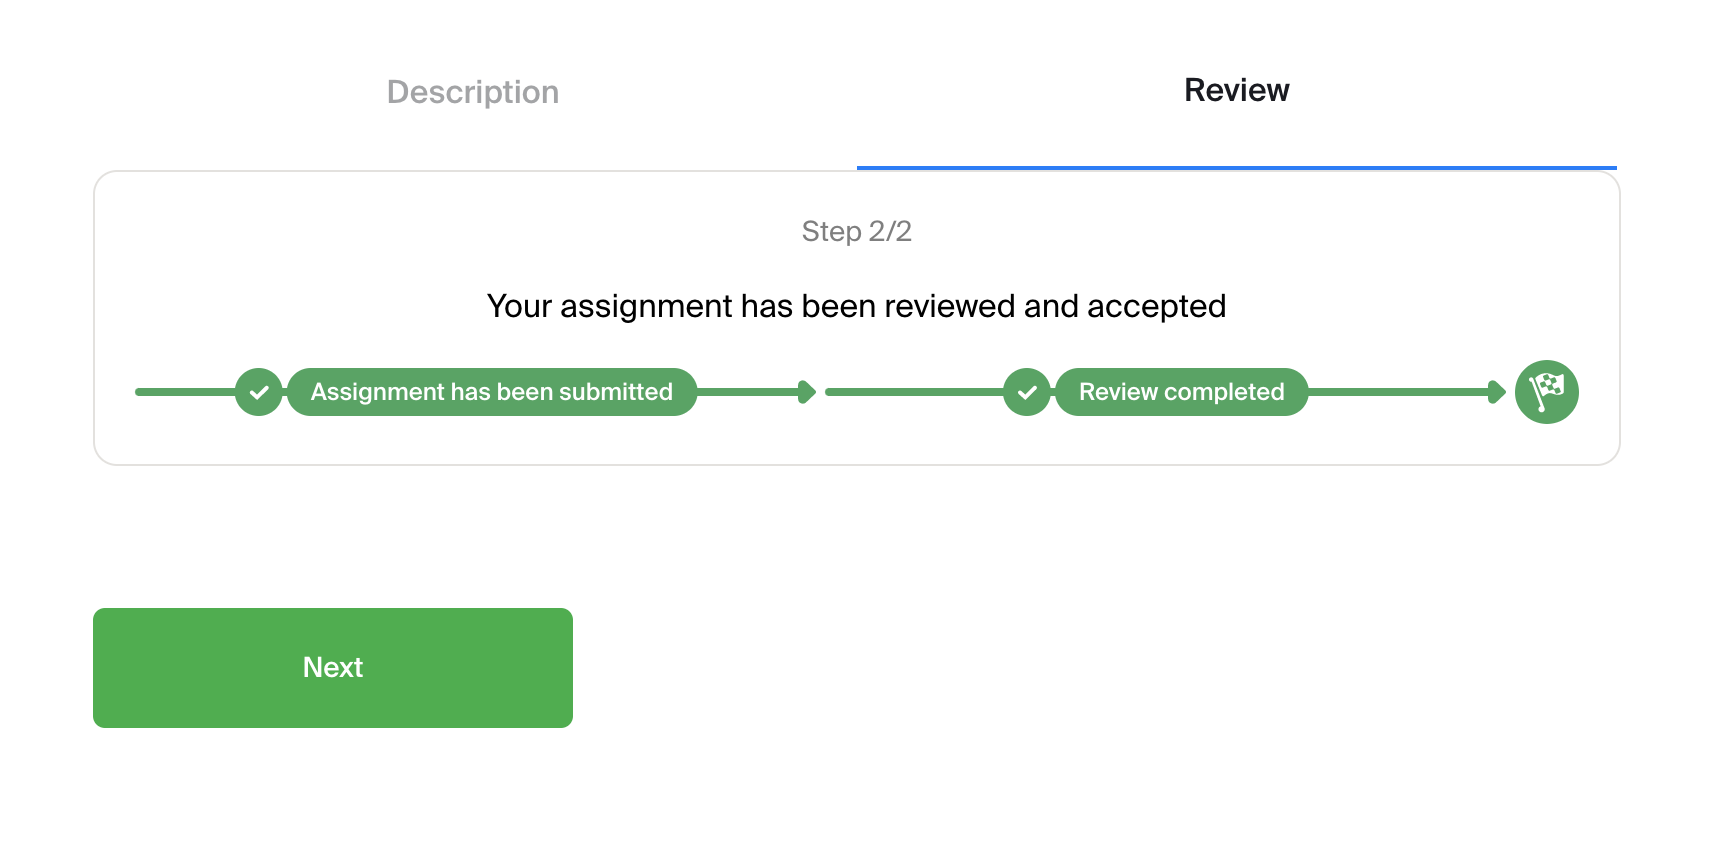 Description
Review
Step 2/2
Your assignment has been reviewed and accepted
Assignment has been submitted
Review completed
Next